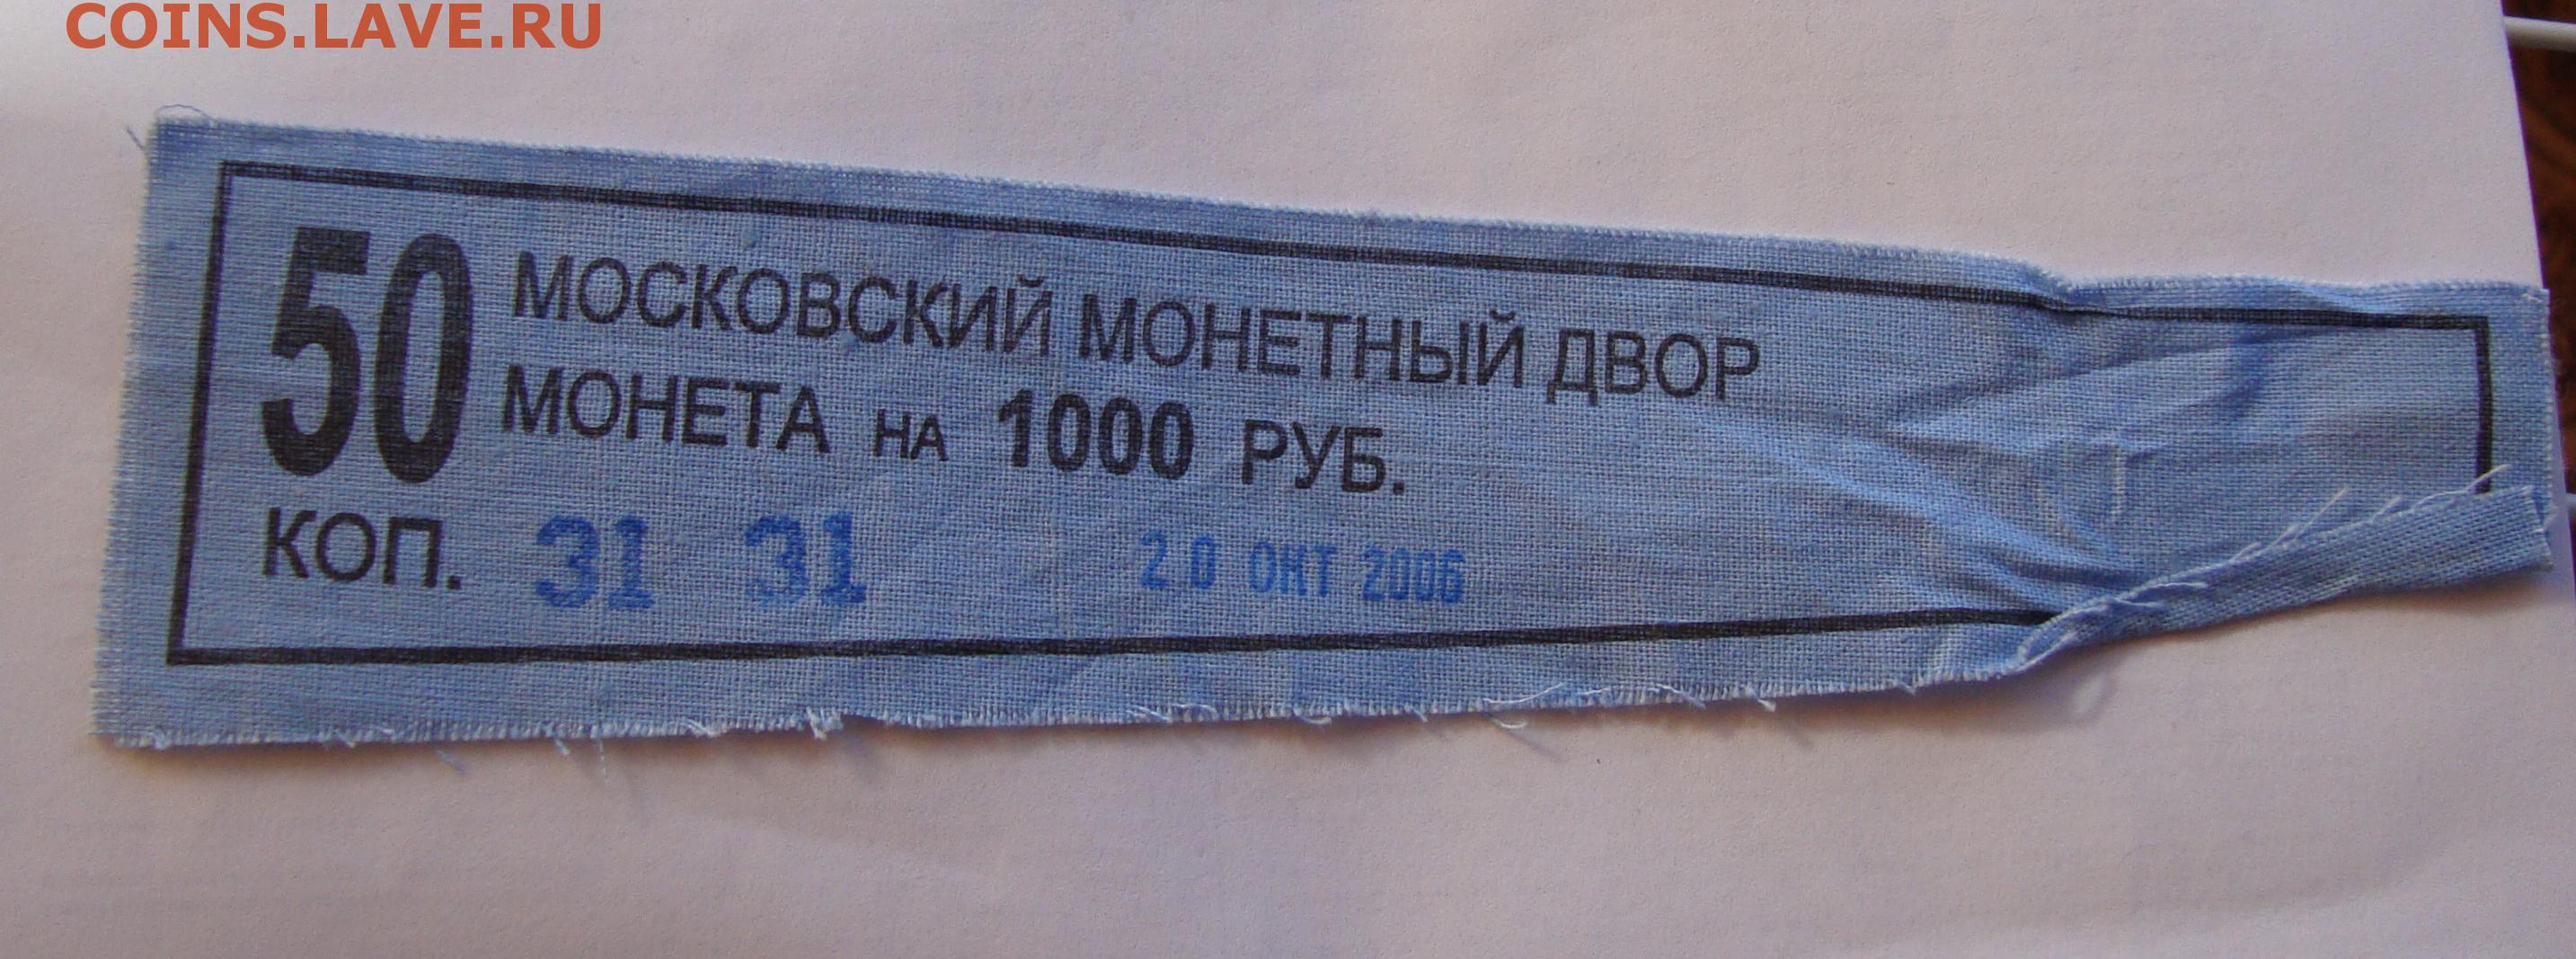 COINS.LAVE.RU
50 МОСКОВСКИЙ МОНЕТНЫЙ ДВОР
МОНЕТА НА 1000 РУБ.
КОП. 31 31 20 ОКТ 2006